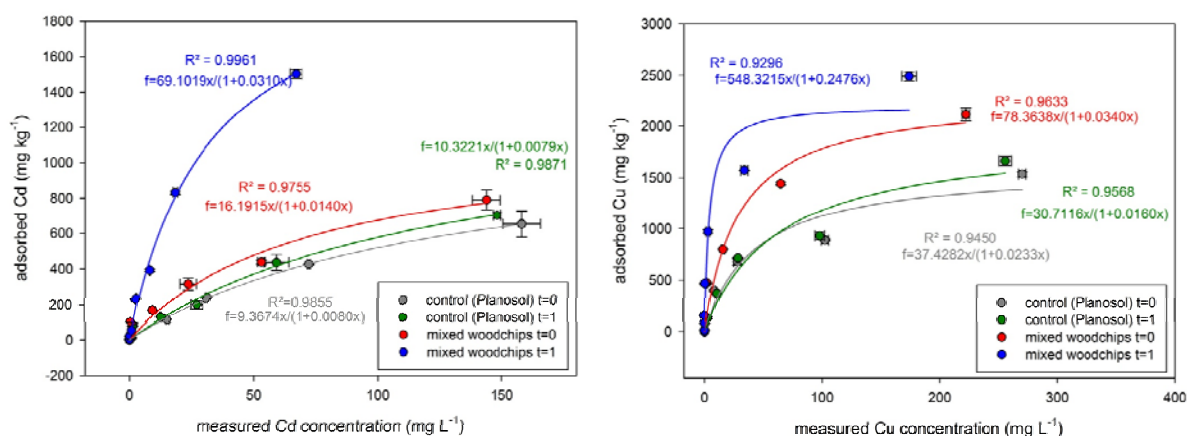 1800
1600
1400
1200
1000
800
600
400
200
0
-200
adsorbed Cd (mg kg-1)
R² = 0.9961
f=69.1019x/(1+0.0310x)
f=10.3221x/(1+0.0079x)
R² = 0.9871
R² = 0.9755
f=16.1915x/(1+0.0140x)
R²=0.9855
f=9.3674x/(1+0.0080x)
control (Planosol) t=0
control (Planosol) t=1
mixed woodchips t=0
mixed woodchips t=1
0 50 100 150
measured Cd concentration (mg L-1)
3000
2500
2000
1500
1000
500
0
adsorbed Cu (mg kg-1)
R² = 0.9296
f=548.3215x/(1+0.2476x)
R² = 0.9633
f=78.3638x/(1+0.0340x)
R² = 0.9568
f=30.7116x/(1+0.0160x)
R² = 0.9450
f=37.4282x/(1+0.0233x)
control (Planosol) t=0
control (Planosol) t=1
mixed woodchips t=0
mixed woodchips t=1
0 100 200 300 400
measured Cu concentration (mg L-1)